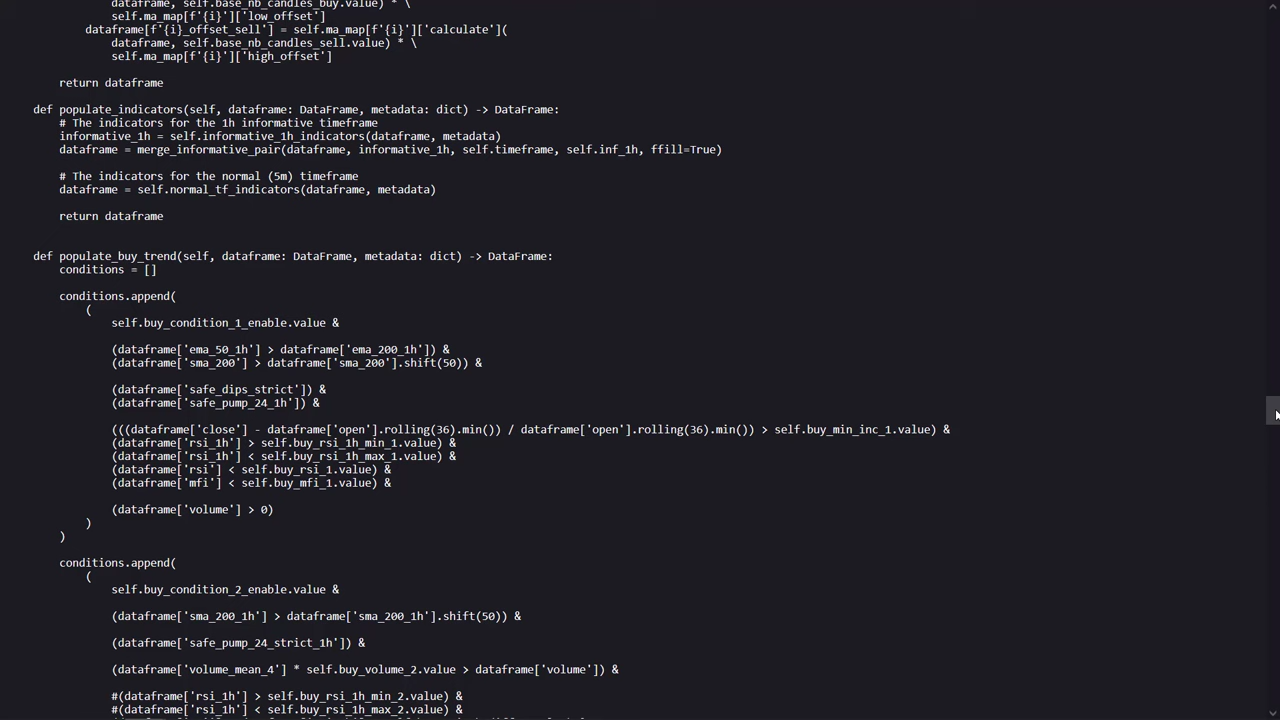 dataframe, self.base_nb_candles_buy.value) * \
self.ma_map[f'{i}']['low_offset']
dataframe[f'{i}_offset_sell'] = self.ma_map[f'{i}']['calculate'](
dataframe, self.base_nb_candles_sell.value) * \
self.ma_map[f'{i}']['high_offset']
return dataframe
def populate_indicators(self, dataframe: DataFrame, metadata: dict) -> DataFrame:
# The indicators for the 1h informative timeframe
informative_1h = self.informative_1h_indicators(dataframe, metadata)
dataframe = merge_informative_pair(dataframe, informative_1h, self.timeframe, self.inf_1h, ffill=True)
# The indicators for the normal (5m) timeframe
dataframe = self.normal_tf_indicators(dataframe, metadata)
return dataframe
def populate_buy_trend(self, dataframe: DataFrame, metadata: dict) -> DataFrame:
conditions = []
conditions.append(
(
self.buy_condition_1_enable.value &
(dataframe['ema_50_1h'] > dataframe['ema_200_1h']) &
(dataframe['sma_200'] > dataframe['sma_200'].shift(50)) &
(dataframe['safe_dips_strict']) &
(dataframe['safe_pump_24_1h']) &
(((dataframe['close'] - dataframe['open'].rolling(36).min()) / dataframe['open'].rolling(36).min()) > self.buy_min_inc_1.value) &
(dataframe['rsi_1h'] > self.buy_rsi_1h_min_1.value) &
(dataframe['rsi_1h'] < self.buy_rsi_1h_max_1.value) &
(dataframe['rsi'] < self.buy_rsi_1.value) &
(dataframe['mfi'] < self.buy_mfi_1.value) &
(dataframe['volume'] > 0)
)
)
conditions.append(
(
self.buy_condition_2_enable.value &
(dataframe['sma_200_1h'] > dataframe['sma_200_1h'].shift(50)) &
(dataframe['safe_pump_24_strict_1h']) &
(dataframe['volume_mean_4'] * self.buy_volume_2.value > dataframe['volume']) &
#(dataframe['rsi_1h'] > self.buy_rsi_1h_min_2.value) &
#(dataframe['rsi_1h'] < self.buy_rsi_1h_max_2.value) &